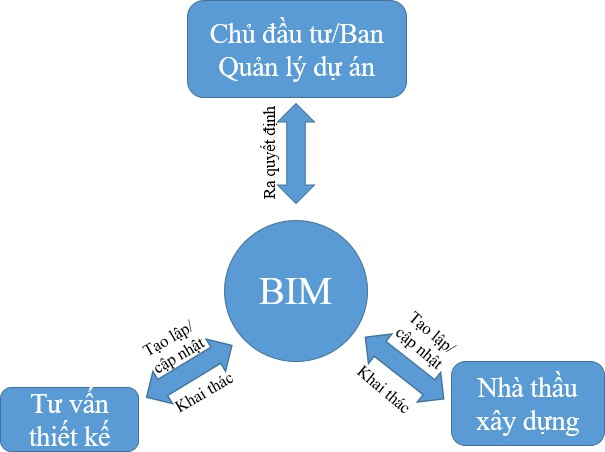 Chủ đầu tư/Ban
Quản lý dự án
Ra quyết định
BIM
Tạo lập/
cập nhật
Khai thác
Tạo lập/
cập nhật
Khai thác
Tư vấn
thiết kế
Nhà thầu
xây dựng